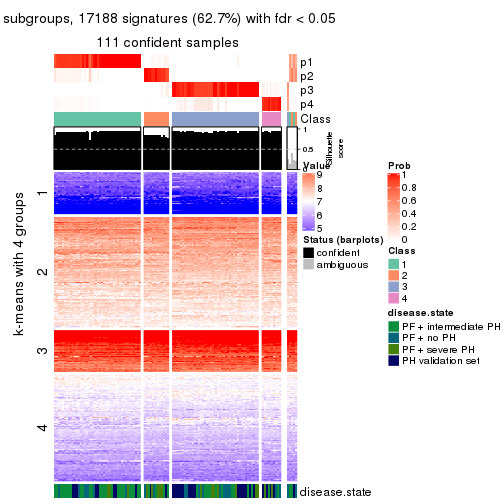 subgroups, 17188 signatures (62.7%) with fdr < 0.05
111 confident samples
p1
p2
p3
p4
Class
1
0.5
0
Silhouette
score
k-means with 4 groups
1
2
3
4
disease.state
Value
9
8
7
6
5
Status (barplots)
confident
ambiguous
Prob
1
0.8
0.6
0.4
0.2
0
Class
1
2
3
4
disease.state
PF + intermediate PH
PF + no PH
PF + severe PH
PH validation set